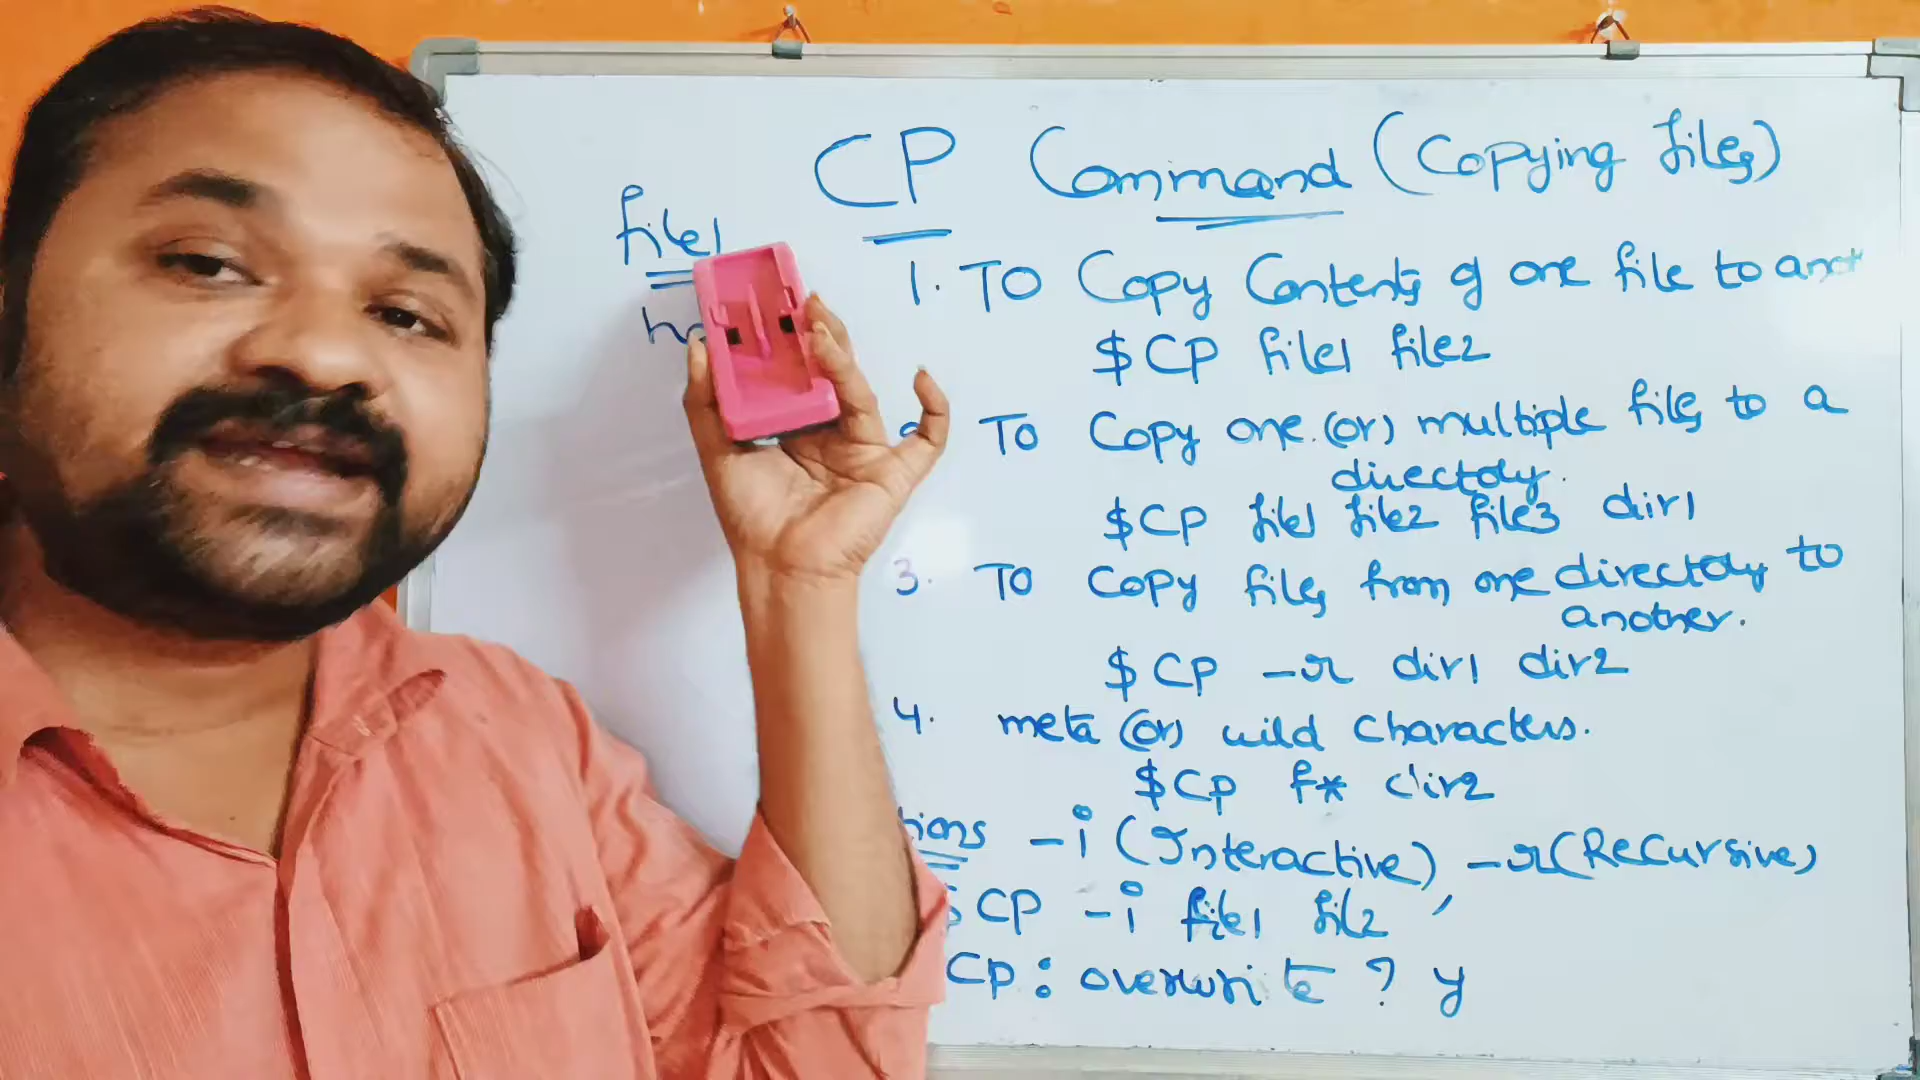 CP Command (Copying files)
file1
1. TO Copy Contents of one file to anot
$ CP file1 file2
TO Copy one (or) multiple files to a
directory.
$ CP file1 file2 file3 dir1
3. TO Copy files from one directory to
another.
$ CP -r dir1 dir2
4. meta (or) wild Characters.
$ Cp f* dir2
tions -i (Interactive) -r (Recursive)
$ CP -i file1 file2
CP : overwrite ? y